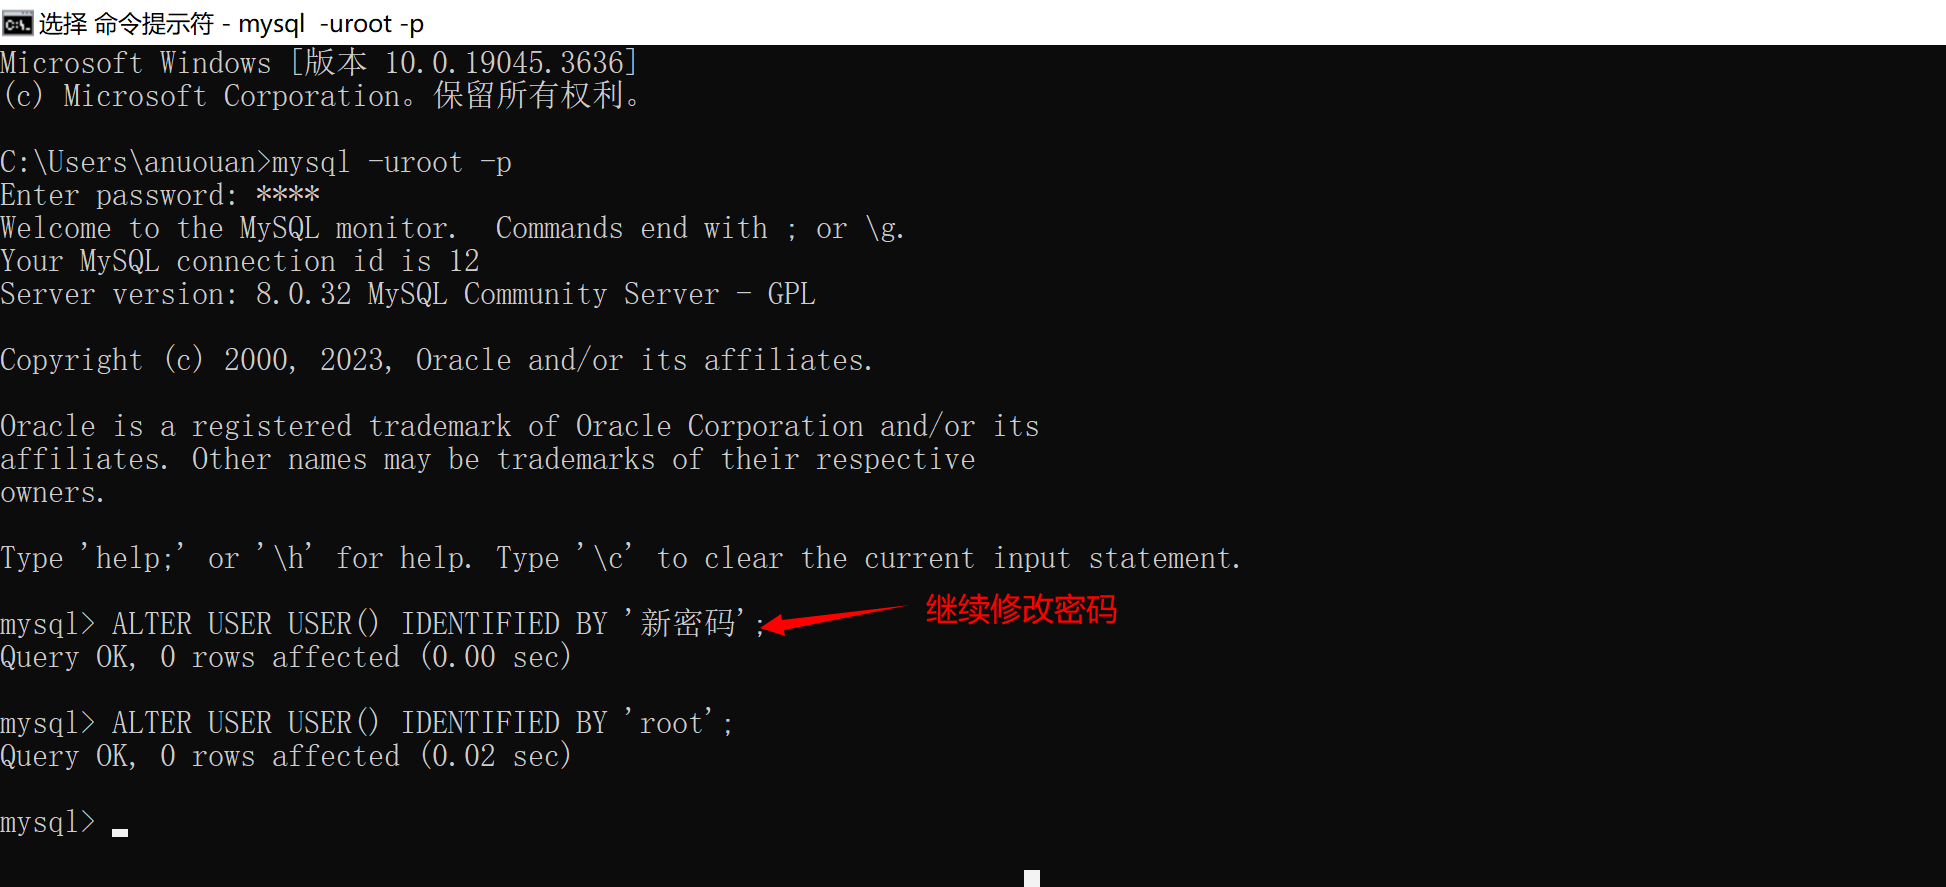 选择 命令提示符 - mysql  -uroot -p
Microsoft Windows [版本 10.0.19045.3636]
(c) Microsoft Corporation。保留所有权利。
C:\Users\anuouan>mysql -uroot -p
Enter password: ****
Welcome to the MySQL monitor.  Commands end with ; or \g.
Your MySQL connection id is 12
Server version: 8.0.32 MySQL Community Server - GPL
Copyright (c) 2000, 2023, Oracle and/or its affiliates.
Oracle is a registered trademark of Oracle Corporation and/or its
affiliates. Other names may be trademarks of their respective
owners.
Type 'help;' or '\h' for help. Type '\c' to clear the current input statement.
mysql> ALTER USER USER() IDENTIFIED BY '新密码';
继续修改密码
Query OK, 0 rows affected (0.00 sec)
mysql> ALTER USER USER() IDENTIFIED BY 'root';
Query OK, 0 rows affected (0.02 sec)
mysql>